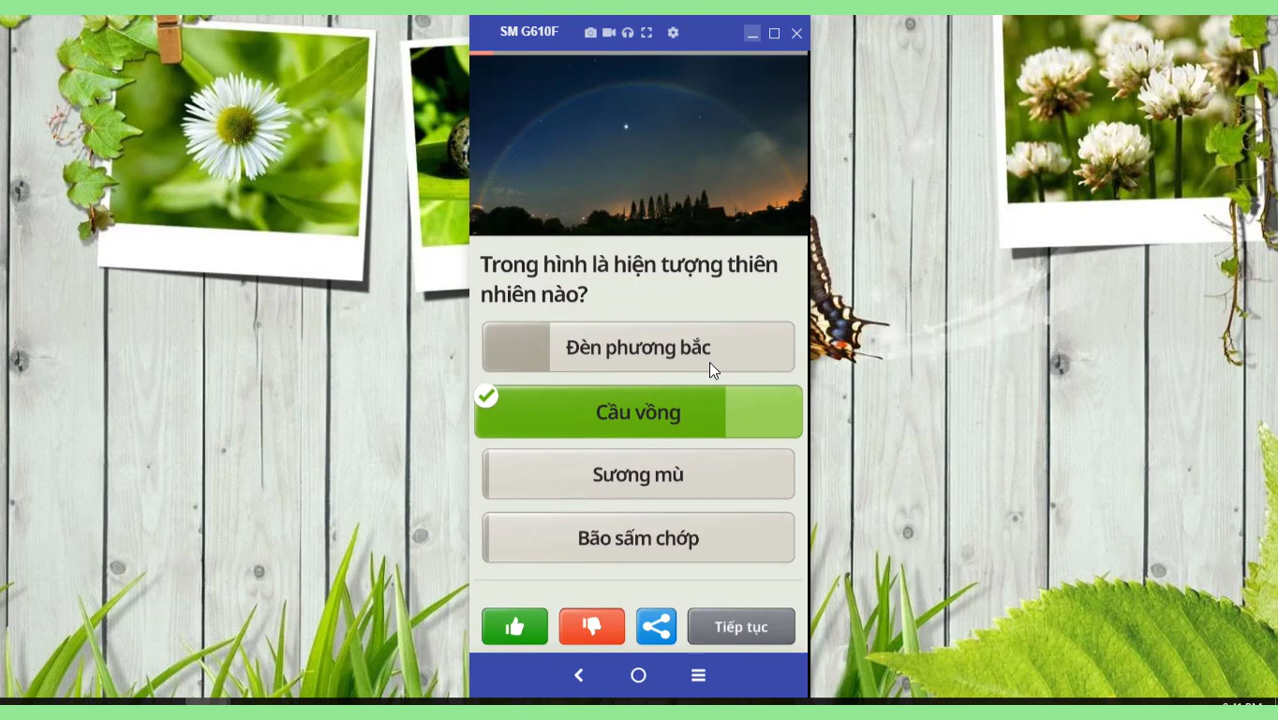 SM G610F
Trong hình là hiện tượng thiên
nhiên nào?
Đèn phương bắc
Cầu vồng
Sương mù
Bão sấm chớp
Tiếp tục